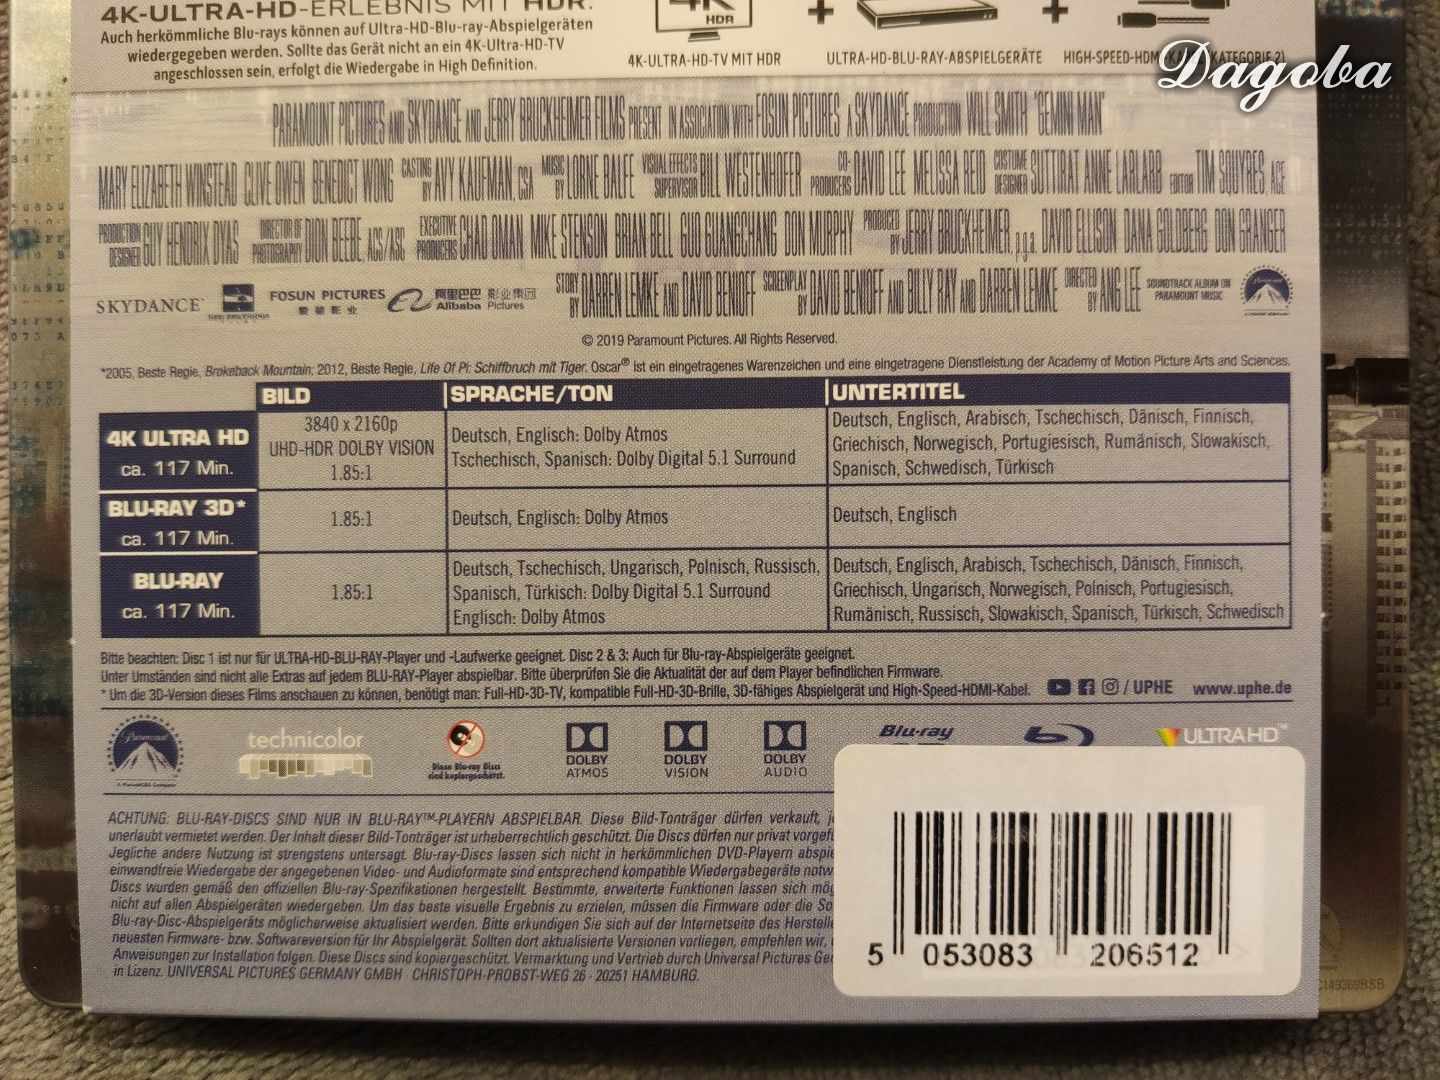 4K-ULTRA-HD-ERLEBNIS MIT HDR.
Auch herkömmliche Blu-rays können auf Ultra-HD-Blu-ray-Abspielgeräten
wiedergegeben werden. Sollte das Gerät nicht an ein 4K-Ultra-HD-TV
angeschlossen sein, erfolgt die Wiedergabe in High Definition.
4K
HDR
+
+
4K-ULTRA-HD-TV MIT HDR
ULTRA-HD-BLU-RAY-ABSPIELGERÄTE
HIGH-SPEED-HDMI KATEGORIE 2)
Dagoba
PARAMOUNT PICTURES AND SKYDANCE AND JERRY BRUCKHEIMER FILMS PRESENT IN ASSOCIATION WITH FOSUN PICTURES A SKYDANCE PRODUCTION WILL SMITH "GEMINI MAN"
MARY ELIZABETH WINSTEAD CLIVE OWEN BENEDICT WONG CASTING BY AVY KAUFMAN, CSA MUSIC BY LORNE BALFE VISUAL EFFECTS SUPERVISOR BILL WESTENHOFER CO-PRODUCERS DAVID LEE MELISSA REID COSTUME DESIGNER SUTTIRAT ANNE LARLARB EDITOR TIM SQUYRES, ACE
PRODUCTION DESIGNER GUY HENDRIX DYAS DIRECTOR OF PHOTOGRAPHY DION BEEBE, ACS/ASC EXECUTIVE PRODUCERS CHAD OMAN MIKE STENSON BRIAN BELL GUO GUANGCHANG DON MURPHY PRODUCED BY JERRY BRUCKHEIMER, p.g.a. DAVID ELLISON DANA GOLDBERG DON GRANGER
STORY BY DARREN LEMKE AND DAVID BENIOFF SCREENPLAY BY DAVID BENIOFF AND BILLY RAY AND DARREN LEMKE DIRECTED BY ANG LEE SOUNDTRACK ALBUM ON PARAMOUNT MUSIC
SKYDANCE FOSUN PICTURES 复星影业 阿里巴巴 影业集团 Alibaba Pictures
© 2019 Paramount Pictures. All Rights Reserved.
*2005, Beste Regie, Brokeback Mountain; 2012, Beste Regie, Life Of Pi: Schiffbruch mit Tiger. Oscar® Ist ein eingetragenes Warenzeichen und eine eingetragene Dienstleistung der Academy of Motion Picture Arts and Sciences.
BILD SPRACHE/TON UNTERTITEL
4K ULTRA HD
ca. 117 Min.
3840 x 2160p
UHD-HDR DOLBY VISION
1.85:1
Deutsch, Englisch: Dolby Atmos
Tschechisch, Spanisch: Dolby Digital 5.1 Surround
Deutsch, Englisch, Arabisch, Tschechisch, Dänisch, Finnisch,
Griechisch, Norwegisch, Portugiesisch, Rumänisch, Slowakisch,
Spanisch, Schwedisch, Türkisch
BLU-RAY 3D*
ca. 117 Min.
1.85:1
Deutsch, Englisch: Dolby Atmos
Deutsch, Englisch
BLU-RAY
ca. 117 Min.
1.85:1
Deutsch, Tschechisch, Ungarisch, Polnisch, Russisch,
Spanisch, Türkisch: Dolby Digital 5.1 Surround
Englisch: Dolby Atmos
Deutsch, Englisch, Arabisch, Tschechisch, Dänisch, Finnisch,
Griechisch, Ungarisch, Norwegisch, Polnisch, Portugiesisch,
Rumänisch, Russisch, Slowakisch, Spanisch, Türkisch, Schwedisch
Bitte beachten: Disc 1 ist nur für ULTRA-HD-BLU-RAY-Player und -Laufwerke geeignet. Disc 2 & 3: Auch für Blu-ray-Abspielgeräte geeignet.
Unter Umständen sind nicht alle Extras auf jedem BLU-RAY-Player abspielbar. Bitte überprüfen Sie die Aktualität der auf dem Player befindlichen Firmware.
* Um die 3D-Version dieses Films anschauen zu können, benötigt man: Full-HD-3D-TV, kompatible Full-HD-3D-Brille, 3D-fähiges Abspielgerät und High-Speed-HDMI-Kabel. / UPHE www.uphe.de
Paramount
technicolor
Diese Blu-ray Discs
sind kopiergeschützt.
DOLBY
ATMOS
DOLBY
VISION
DOLBY
AUDIO
Blu-ray
ULTRA HD™
ACHTUNG: BLU-RAY-DISCS SIND NUR IN BLU-RAY™-PLAYERN ABSPIELBAR. Diese Bild-Tonträger dürfen verkauft,
unerlaubt vermietet werden. Der Inhalt dieser Bild-Tonträger ist urheberrechtlich geschützt. Die Discs dürfen nur privat
Jegliche andere Nutzung ist strengstens untersagt. Blu-ray-Discs lassen sich nicht in herkömmlichen DVD-Playern
einwandfreie Wiedergabe der angegebenen Video- und Audioformate sind entsprechend kompatible Wiedergabegeräte
Discs wurden gemäß den offiziellen Blu-ray-Spezifikationen hergestellt. Bestimmte, erweiterte Funktionen lassen sich
nicht auf allen Abspielgeräten wiedergeben. Um das beste visuelle Ergebnis zu erzielen, müssen die Firmware oder die
Blu-ray-Disc-Abspielgeräts möglicherweise aktualisiert werden. Bitte erkundigen Sie sich auf der Internetseite des
neuesten Firmware- bzw. Softwareversion für Ihr Abspielgerät. Sollten dort aktualisierte Versionen vorliegen, empfehlen wir,
Anweisungen zur Installation folgen. Diese Discs sind kopiergeschützt. Vermarktung und Vertrieb durch Universal Pictures
in Lizenz. UNIVERSAL PICTURES GERMANY GMBH · CHRISTOPH-PROBST-WEG 26 · 20251 HAMBURG.
5 053083 206512